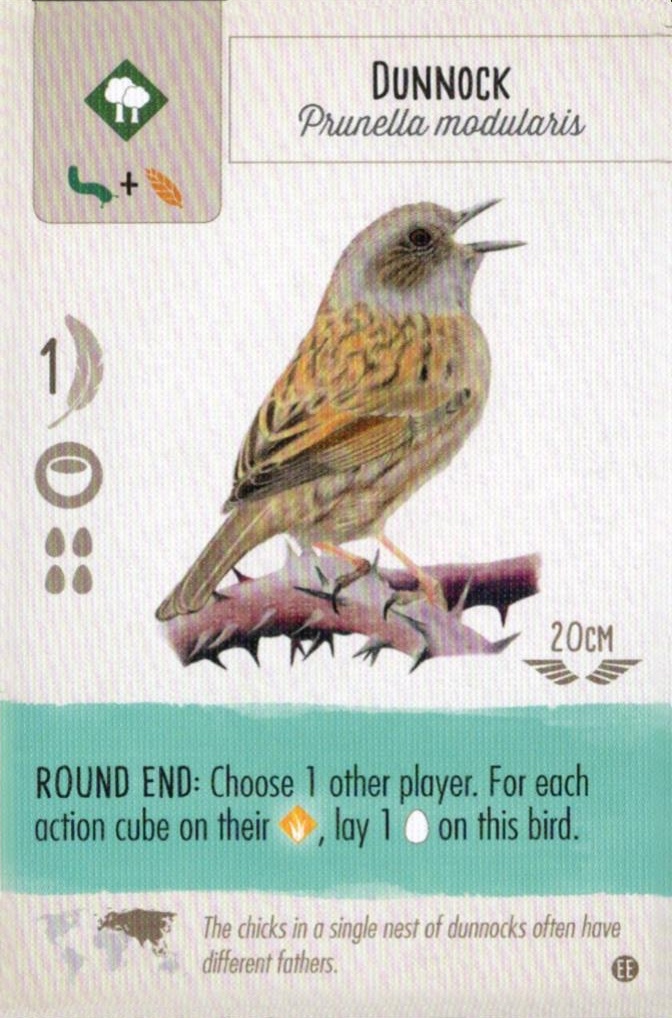 DUNNOCK
Prunella modularis
+
1
20CM
ROUND END: Choose 1 other player. For each
action cube on their , lay 1 on this bird.
The chicks in a single nest of dunnocks often have
different fathers.
EE